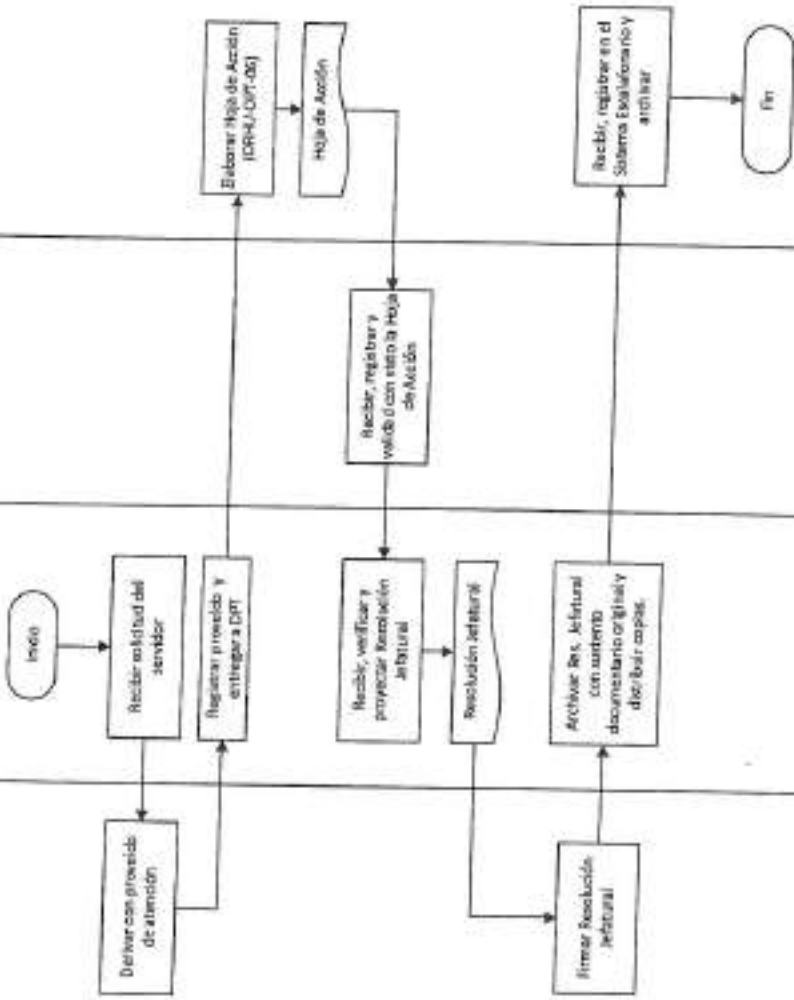 Inicio
Recibir solicitud del
servidor
Derivar con proveido
de atención
Registrar proveido y
entregar a DPT
Elaborar Hoja de Acción
(DRHU-DPT-06)
Hoja de Acción
Recibir, registrar y
valida con visto la Hoja
de Acción
Recibir, verificar y
proyectar Resolución
Jefatural
Resolución Jefatural
Firmar Resolución
Jefatural
Archivar Res. Jefatural
con sustento
documentario original y
distribuir copias.
Recibir, registrar en el
Sistema Escalafonario y
archivar
Fin